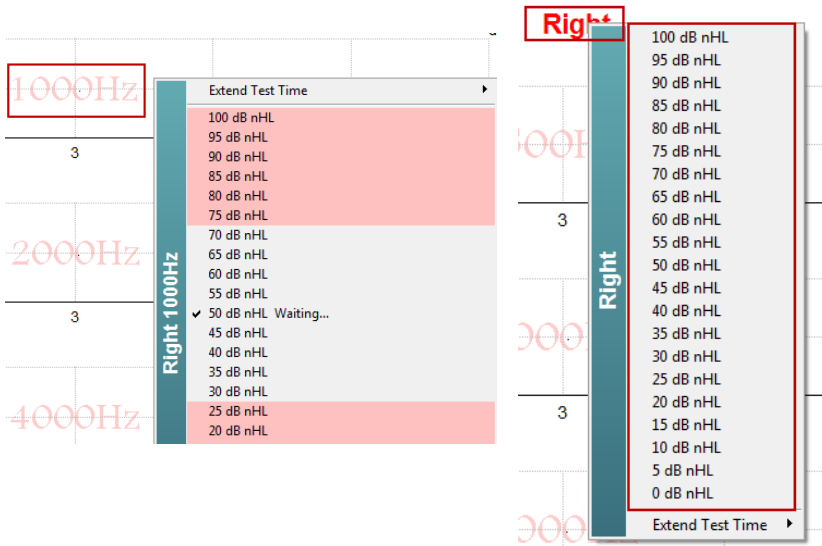 1000Hz
3
2000Hz
3
4000Hz
Right 1000Hz
Extend Test Time
100 dB nHL
95 dB nHL
90 dB nHL
85 dB nHL
80 dB nHL
75 dB nHL
70 dB nHL
65 dB nHL
60 dB nHL
55 dB nHL
50 dB nHL Waiting...
45 dB nHL
40 dB nHL
35 dB nHL
30 dB nHL
25 dB nHL
20 dB nHL
Right
3
3
Right
100 dB nHL
95 dB nHL
90 dB nHL
85 dB nHL
80 dB nHL
75 dB nHL
70 dB nHL
65 dB nHL
60 dB nHL
55 dB nHL
50 dB nHL
45 dB nHL
40 dB nHL
35 dB nHL
30 dB nHL
25 dB nHL
20 dB nHL
15 dB nHL
10 dB nHL
5 dB nHL
0 dB nHL
Extend Test Time